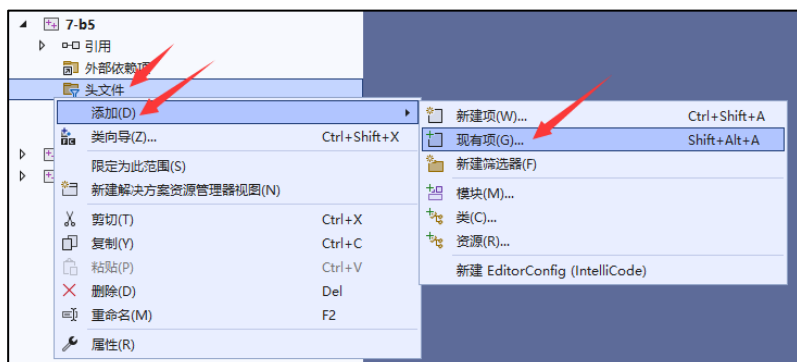 7-b5
引用
外部依赖项
头文件
添加(D)
类向导(Z)... Ctrl+Shift+X
限定为此范围(S)
新建解决方案资源管理器视图(N)
剪切(T) Ctrl+X
复制(Y) Ctrl+C
粘贴(P) Ctrl+V
删除(D) Del
重命名(M) F2
属性(R)
新建项(W)... Ctrl+Shift+A
现有项(G)... Shift+Alt+A
新建筛选器(F)
模块(M)...
类(C)...
资源(R)...
新建 EditorConfig (IntelliCode)